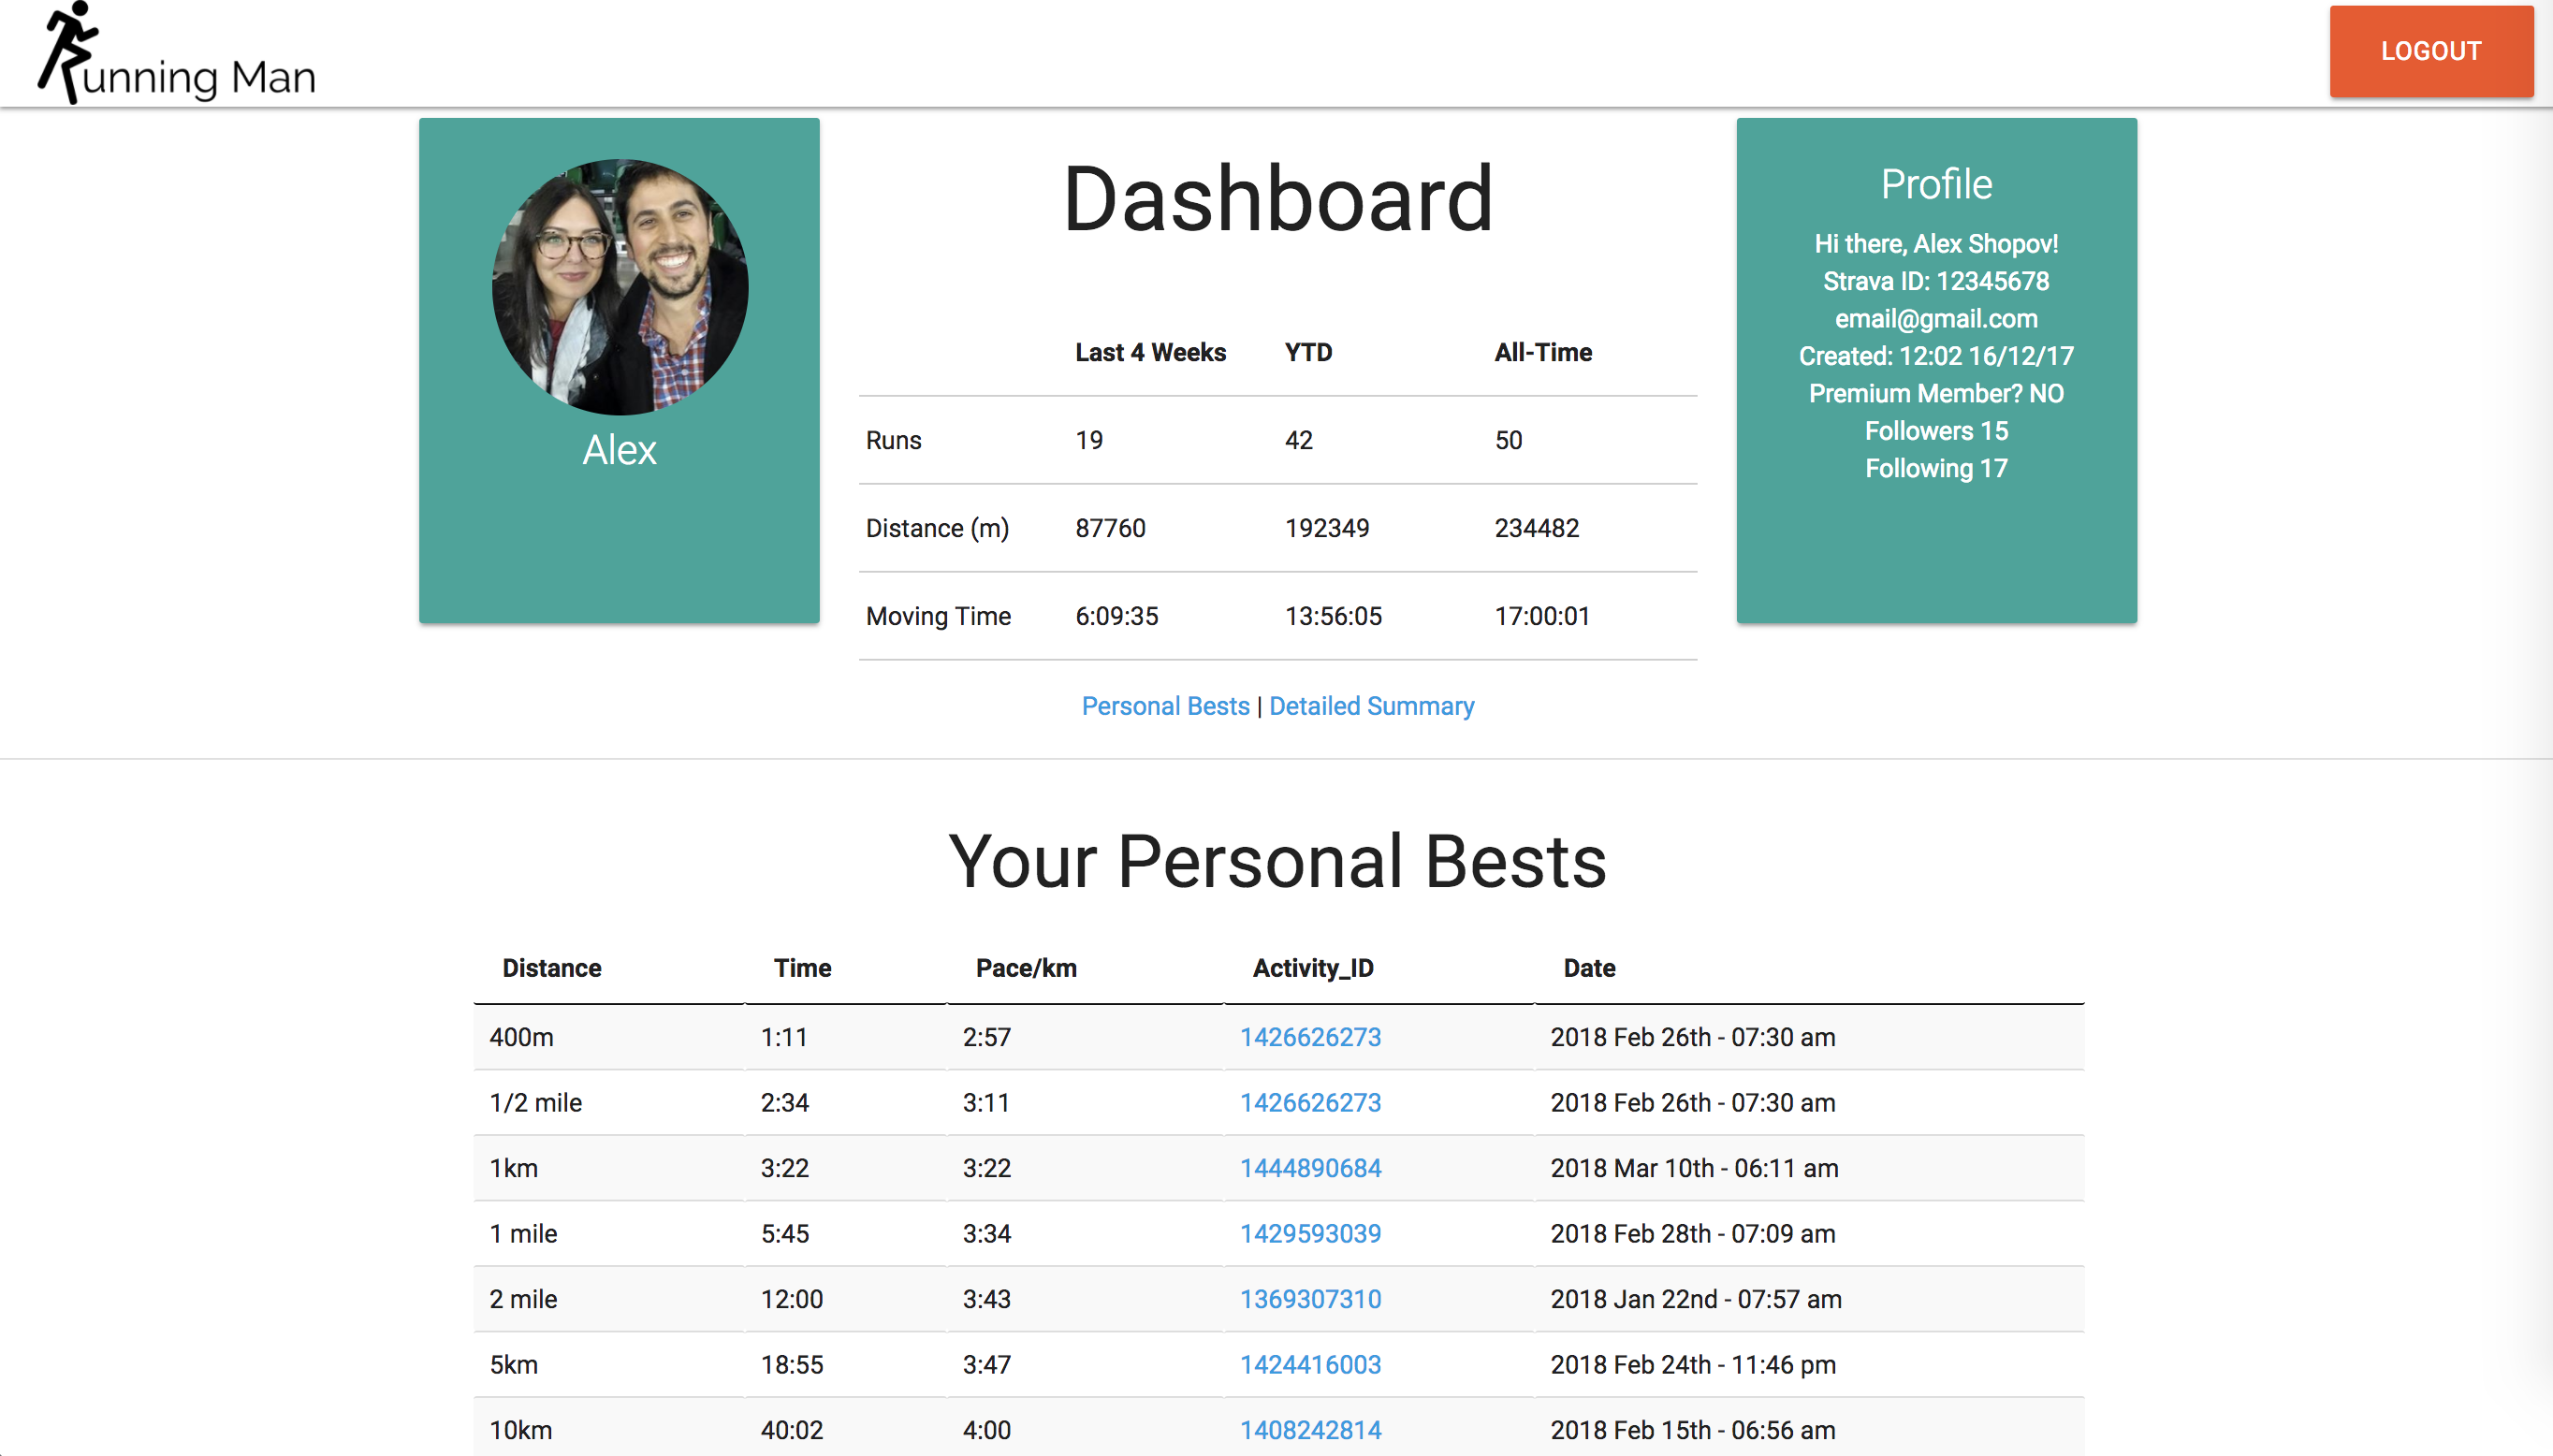 Running Man
LOGOUT
Alex
Dashboard
Last 4 Weeks YTD All-Time
Runs 19 42 50
Distance (m) 87760 192349 234482
Moving Time 6:09:35 13:56:05 17:00:01
Personal Bests | Detailed Summary
Profile
Hi there, Alex Shopov!
Strava ID: 12345678
email@gmail.com
Created: 12:02 16/12/17
Premium Member? NO
Followers 15
Following 17
Your Personal Bests
Distance Time Pace/km Activity_ID Date
400m 1:11 2:57 1426626273 2018 Feb 26th - 07:30 am
1/2 mile 2:34 3:11 1426626273 2018 Feb 26th - 07:30 am
1km 3:22 3:22 1444890684 2018 Mar 10th - 06:11 am
1 mile 5:45 3:34 1429593039 2018 Feb 28th - 07:09 am
2 mile 12:00 3:43 1369307310 2018 Jan 22nd - 07:57 am
5km 18:55 3:47 1424416003 2018 Feb 24th - 11:46 pm
10km 40:02 4:00 1408242814 2018 Feb 15th - 06:56 am